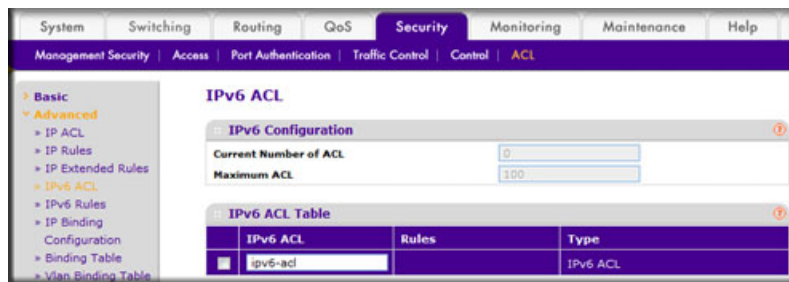 System Switching Routing QoS Security Monitoring Maintenance Help
Management Security | Access | Port Authentication | Traffic Control | Control | ACL
Basic
Advanced
» IP ACL
» IP Rules
» IP Extended Rules
» IPv6 ACL
» IPv6 Rules
» IP Binding
Configuration
» Binding Table
» Vlan Binding Table
IPv6 ACL
IPv6 Configuration
Current Number of ACL 0
Maximum ACL 100
IPv6 ACL Table
IPv6 ACL Rules Type
ipv6-acl IPv6 ACL